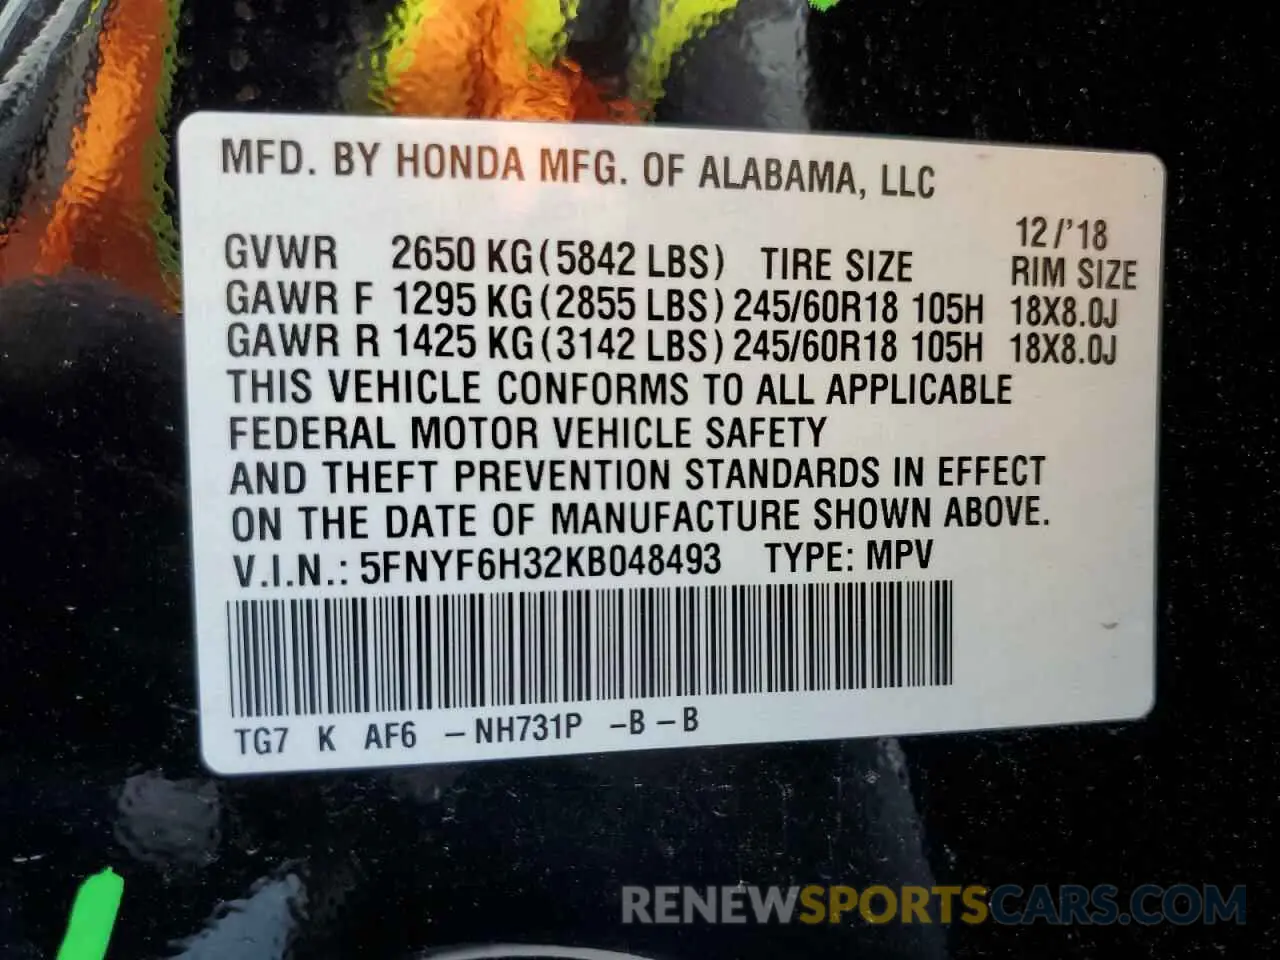 MFD. BY HONDA MFG. OF ALABAMA, LLC
12/'18
GVWR 2650 KG (5842 LBS) TIRE SIZE RIM SIZE
GAWR F 1295 KG (2855 LBS) 245/60R18 105H 18X8.0J
GAWR R 1425 KG (3142 LBS) 245/60R18 105H 18X8.0J
THIS VEHICLE CONFORMS TO ALL APPLICABLE
FEDERAL MOTOR VEHICLE SAFETY
AND THEFT PREVENTION STANDARDS IN EFFECT
ON THE DATE OF MANUFACTURE SHOWN ABOVE.
V.I.N.: 5FNYF6H32KB048493 TYPE: MPV
TG7 K AF6 -NH731P -B-B
RENEWSPORTSCARS.COM